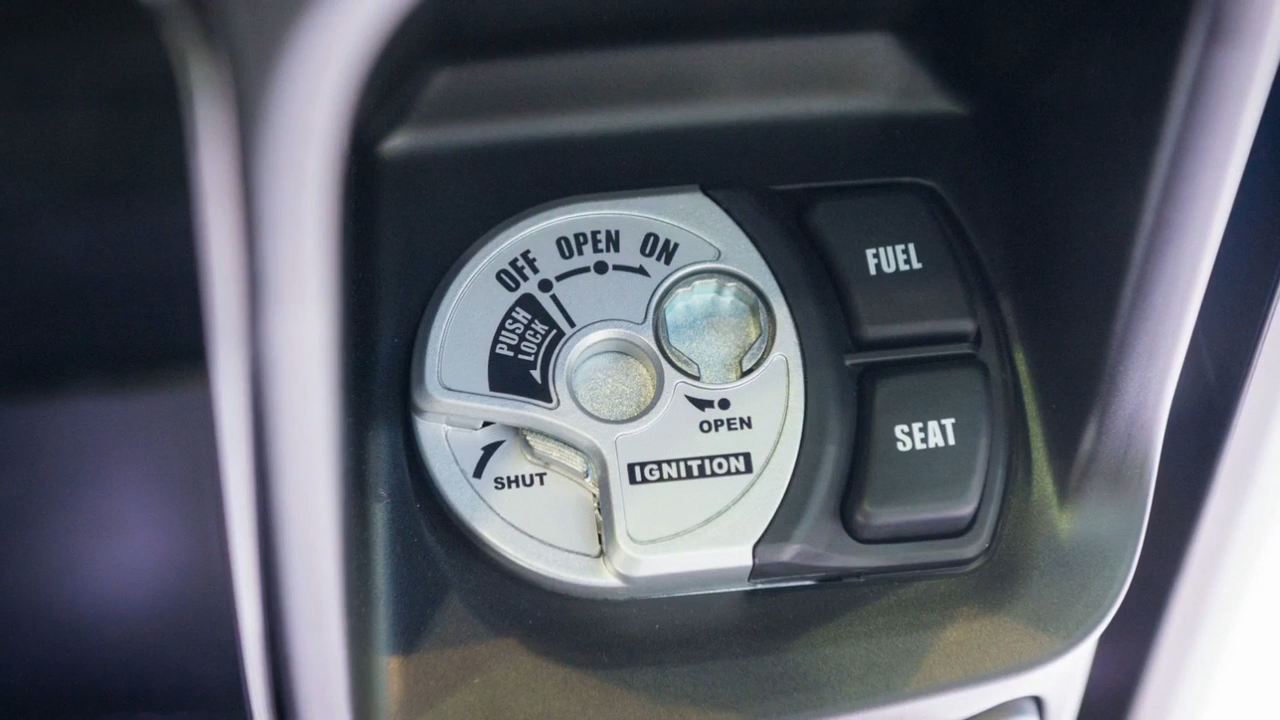 OFF OPEN ON
PUSH
LOCK
OPEN
IGNITION
SHUT
FUEL
SEAT